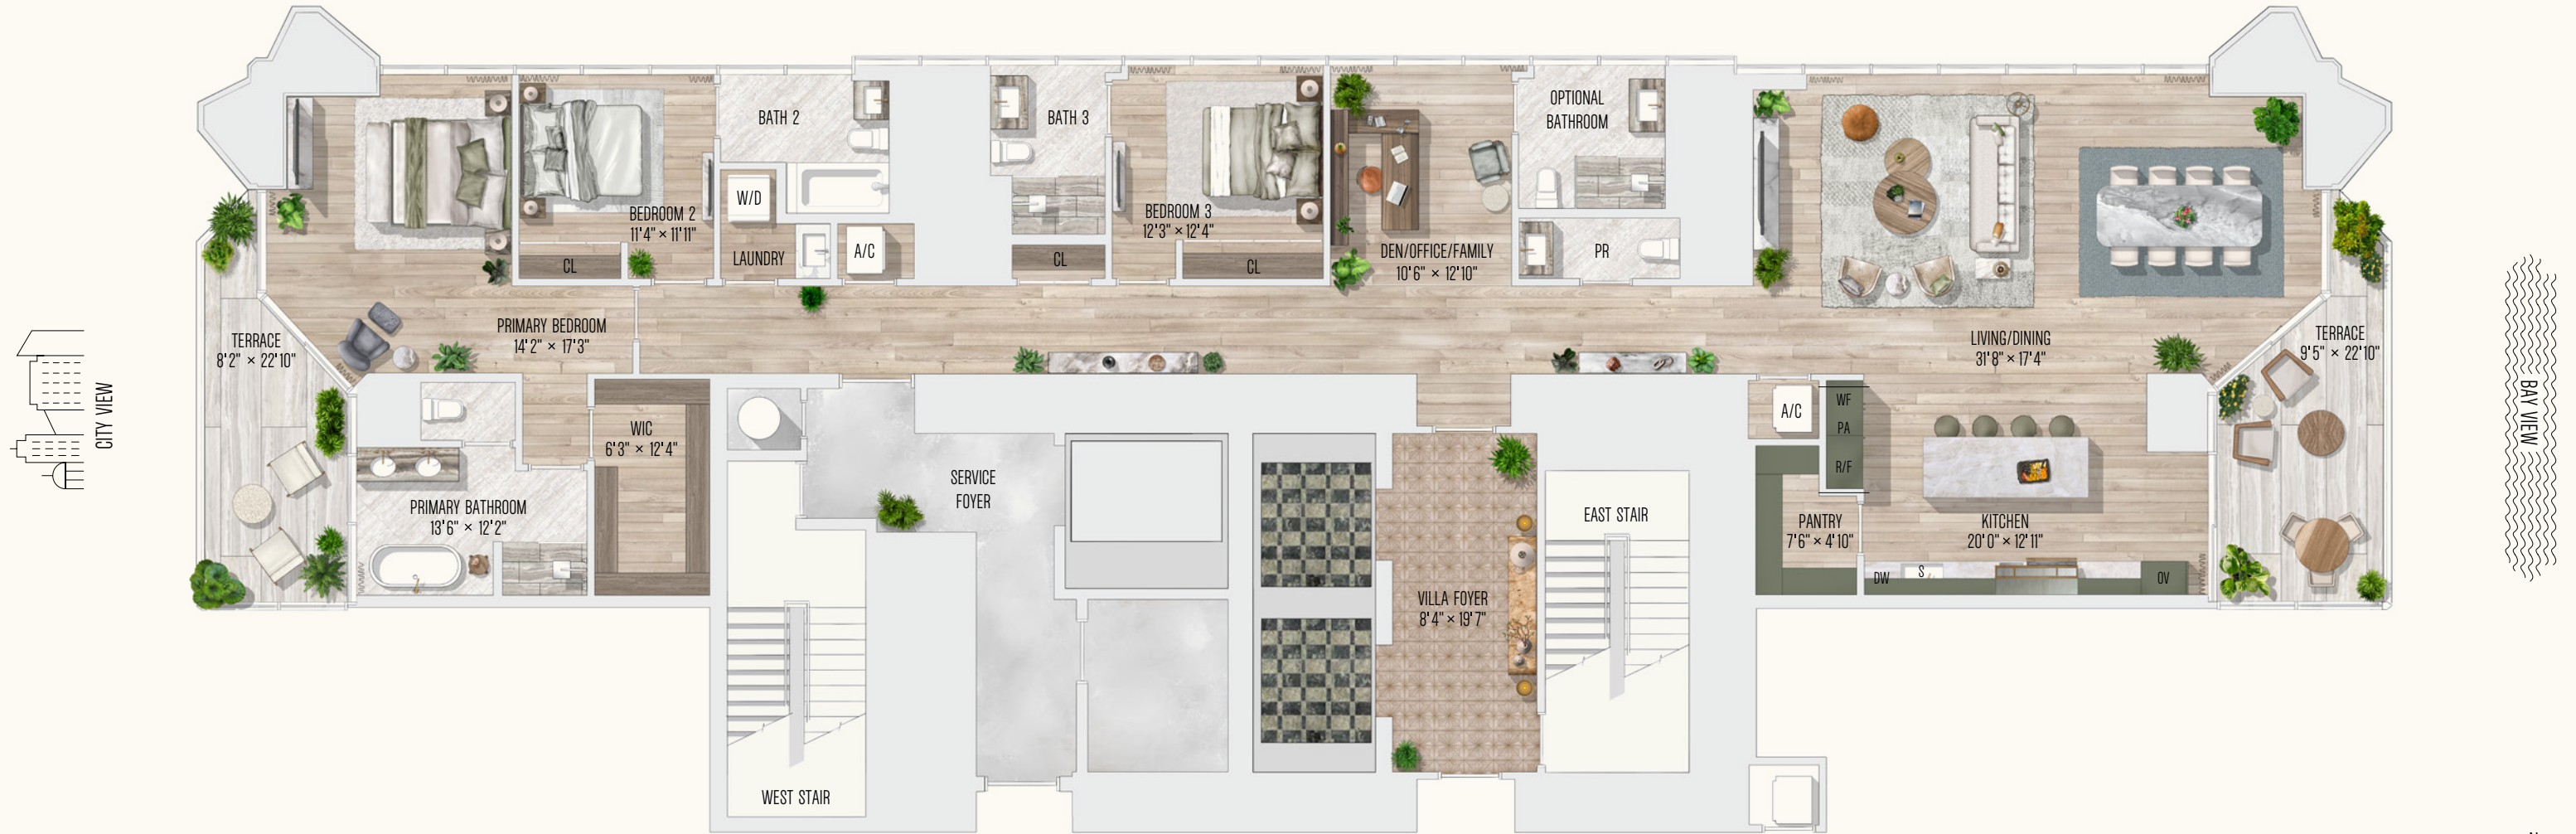 OPTIONAL
BATHROOM
BATH 2
BATH 3
W/D
BEDROOM 2
11'4" × 11'11"
BEDROOM 3
12'3" × 12'4"
LAUNDRY
A/C
CL
CL
CL
DEN/OFFICE/FAMILY
10'6" × 12'10"
PR
PRIMARY BEDROOM
14'2" × 17'3"
TERRACE
8'2" × 22'10"
LIVING/DINING
31'8" × 17'4"
TERRACE
9'5" × 22'10"
CITY VIEW
BAY VIEW
WIC
6'3" × 12'4"
A/C
WF
PA
R/F
SERVICE
FOYER
PRIMARY BATHROOM
13'6" × 12'2"
EAST STAIR
PANTRY
7'6" × 4'10"
KITCHEN
20'0" × 12'11"
DW
S
OV
VILLA FOYER
8'4" × 19'7"
WEST STAIR